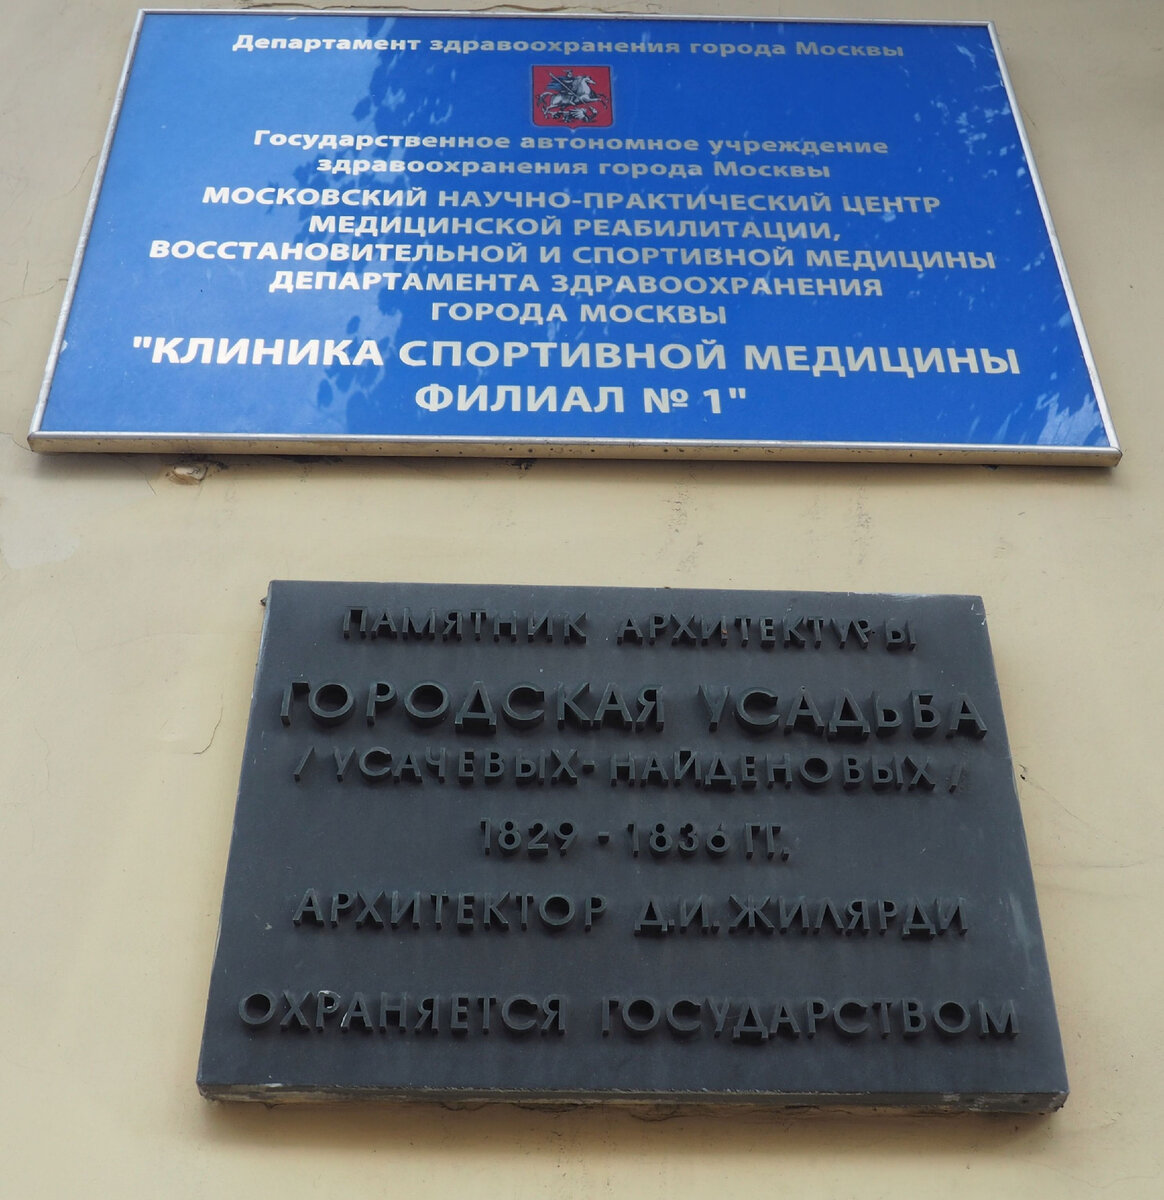 Департамент здравоохранения города Москвы
Государственное автономное учреждение
здравоохранения города Москвы
МОСКОВСКИЙ НАУЧНО-ПРАКТИЧЕСКИЙ ЦЕНТР
МЕДИЦИНСКОЙ РЕАБИЛИТАЦИИ,
ВОССТАНОВИТЕЛЬНОЙ И СПОРТИВНОЙ МЕДИЦИНЫ
ДЕПАРТАМЕНТА ЗДРАВООХРАНЕНИЯ
ГОРОДА МОСКВЫ
"КЛИНИКА СПОРТИВНОЙ МЕДИЦИНЫ
ФИЛИАЛ № 1"
ПАМЯТНИК АРХИТЕКТУРЫ
ГОРОДСКАЯ УСАДЬБА
/ УСАЧЕВЫХ-НАЙДЕНОВЫХ /
1829 - 1836 ГГ.
АРХИТЕКТОР Д.И. ЖИЛЯРДИ
ОХРАНЯЕТСЯ ГОСУДАРСТВОМ